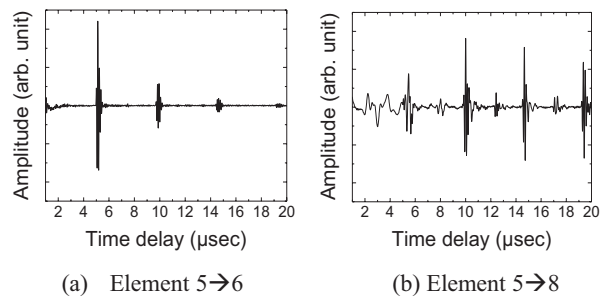 Amplitude (arb. unit)
2 4 6 8 10 12 14 16 18 20
Time delay (µsec)
(a) Element 5→6
Amplitude (arb. unit)
2 4 6 8 10 12 14 16 18 20
Time delay (µsec)
(b) Element 5→8